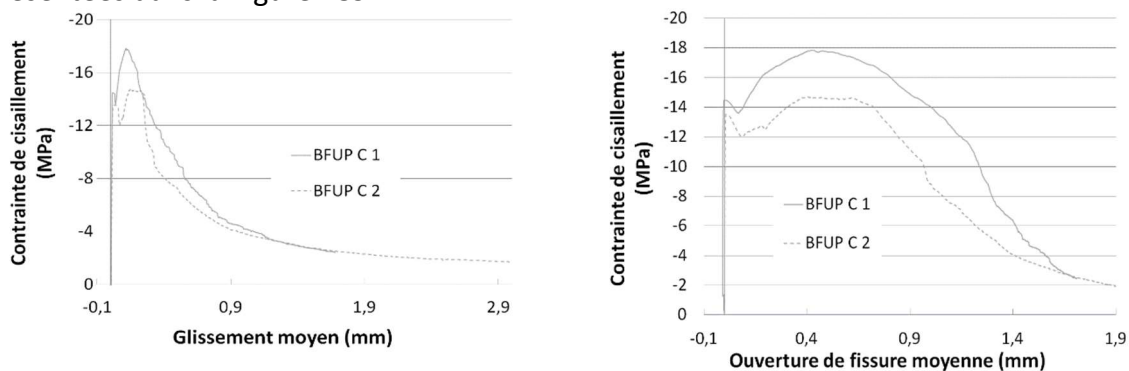 Contrainte de cisaillement
(MPa)
-16
-12
-8
-4
0
-0,1
0,9
1,9
2,9
BFUP C 1
BFUP C 2
Glissement moyen (mm)
Contrainte de cisaillement
(MPa)
-20
-18
-16
-14
-12
-10
-8
-6
-4
-2
0
-0,1
0,4
0,9
1,4
1,9
BFUP C 1
BFUP C 2
Ouverture de fissure moyenne (mm)